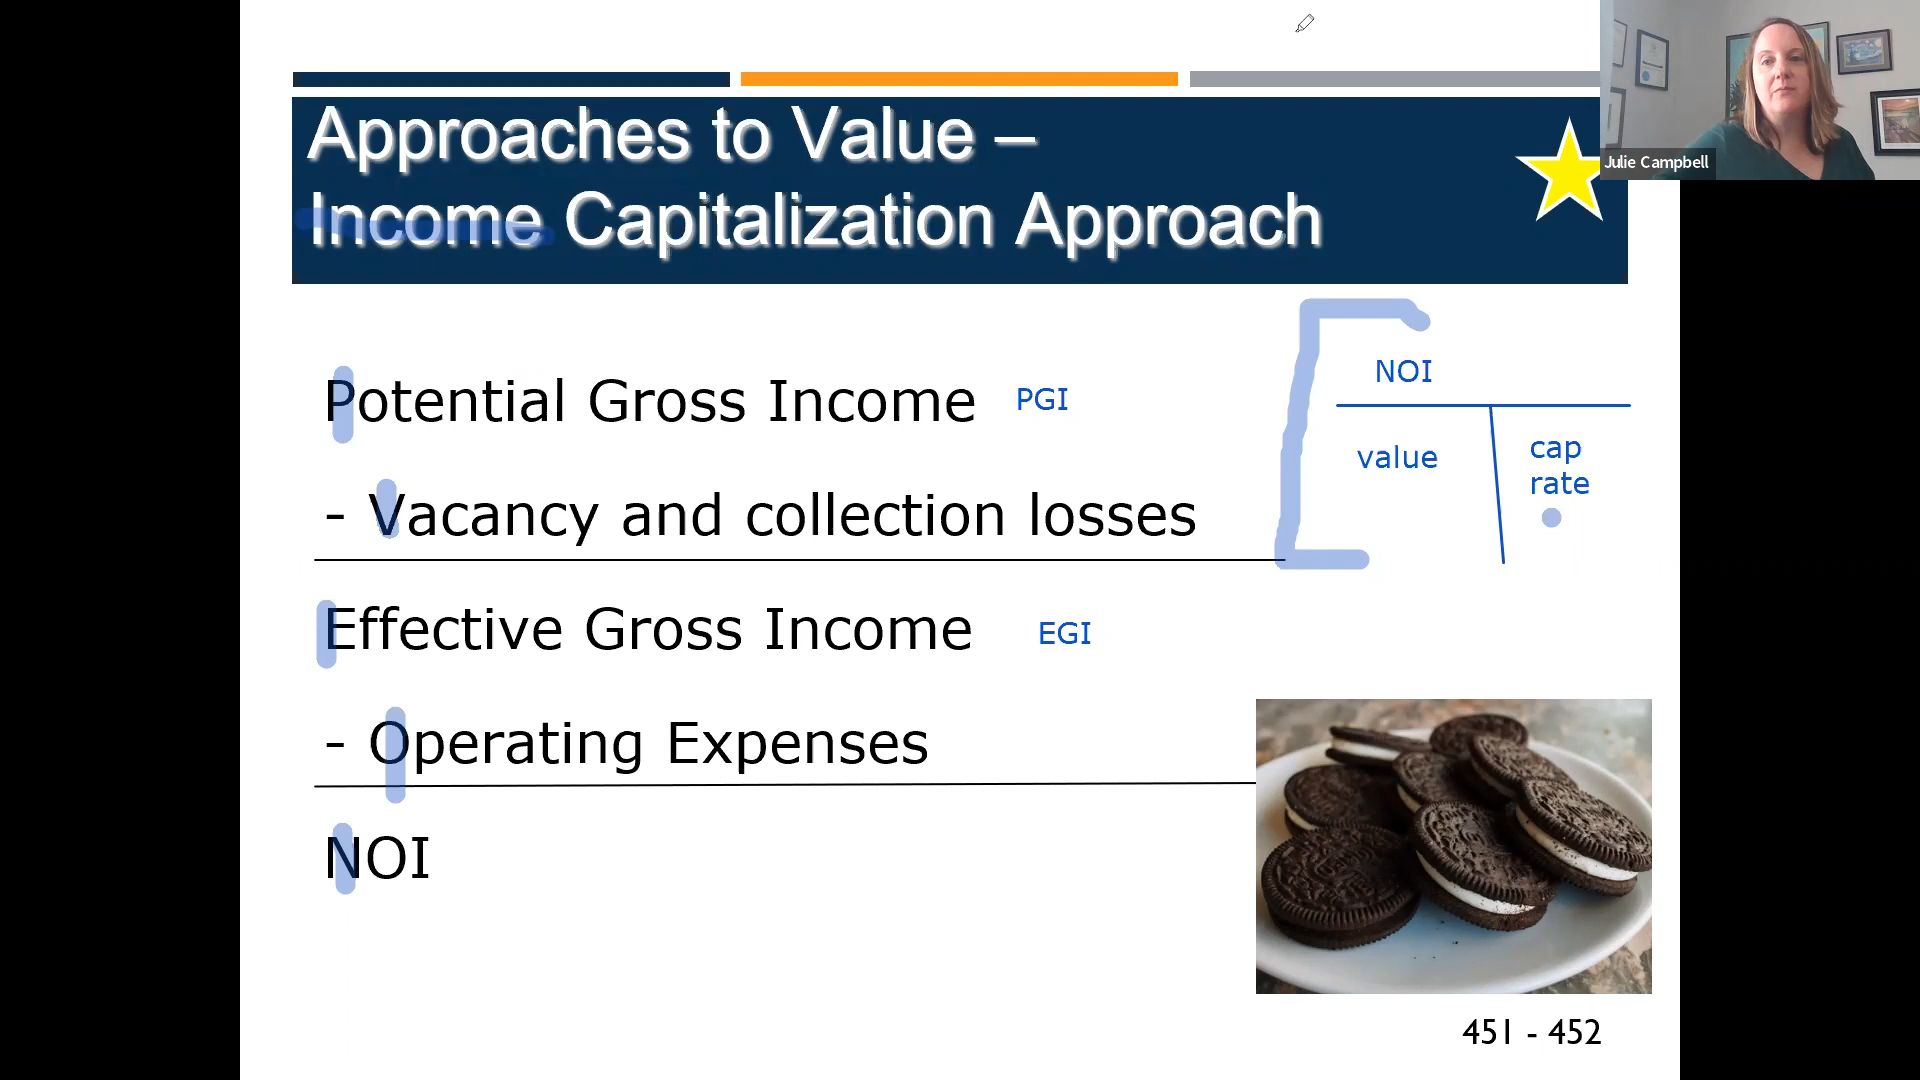 Approaches to Value –
Income Capitalization Approach
Julie Campbell
Potential Gross Income PGI
- Vacancy and collection losses
Effective Gross Income EGI
- Operating Expenses
NOI
NOI
value
cap
rate
451 - 452